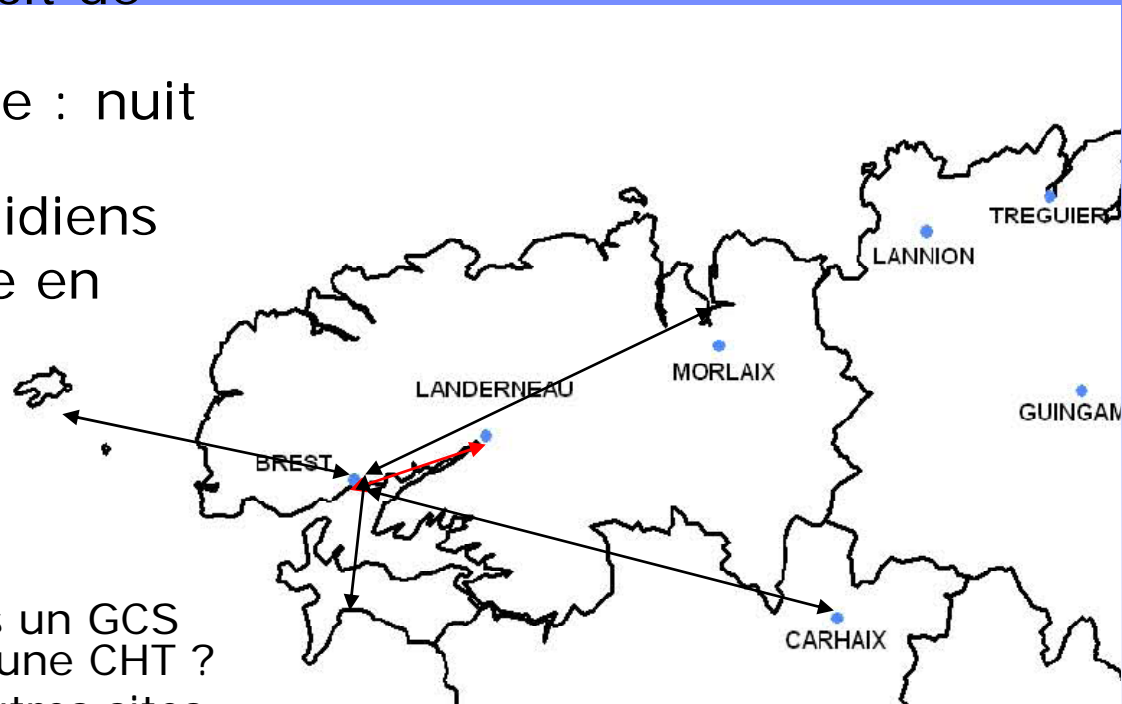 e : nuit
idiens
e en
TREGUIER
LANNION
MORLAIX
LANDERNEAU
GUINGAM
BREST
s un GCS
une CHT ?
CARHAIX